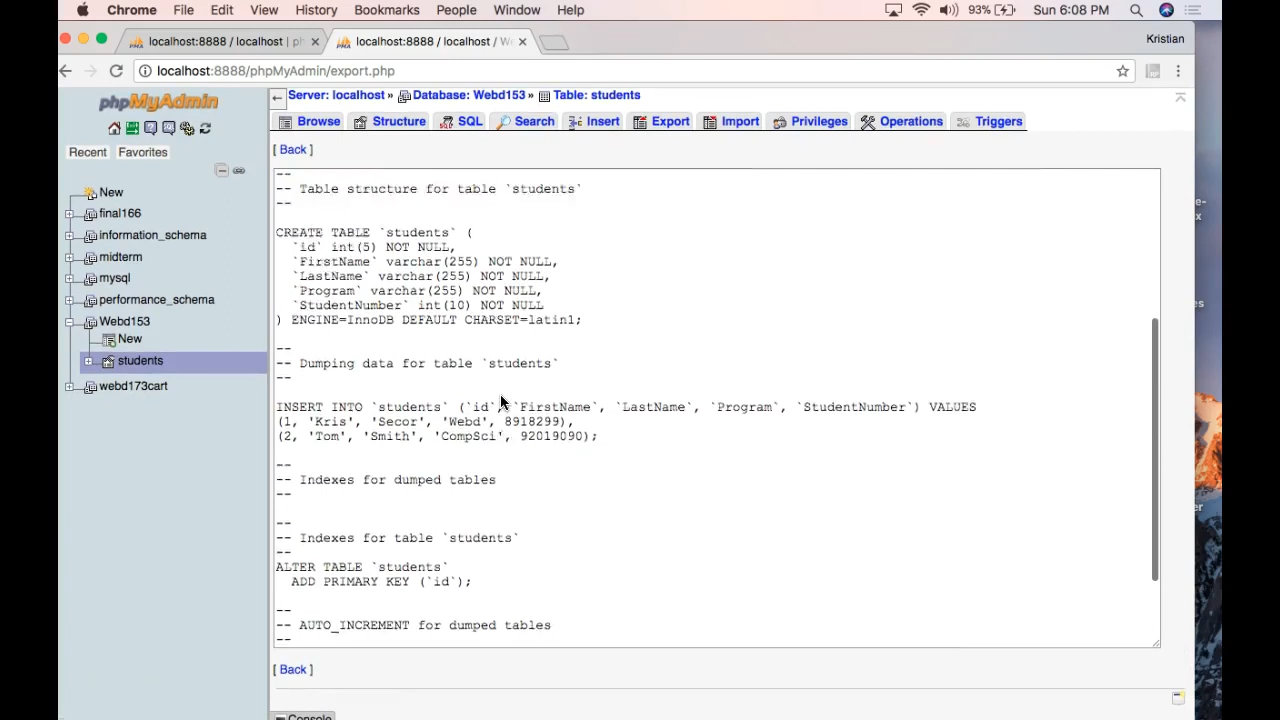 Chrome File Edit View History Bookmarks People Window Help 93% Sun 6:08 PM
localhost:8888 / localhost | ph localhost:8888 / localhost / We Kristian
localhost:8888/phpMyAdmin/export.php
phpMyAdmin
Server: localhost » Database: Webd153 » Table: students
Browse Structure SQL Search Insert Export Import Privileges Operations Triggers
Recent Favorites
New
final166
information_schema
midterm
mysql
performance_schema
Webd153
New
students
webd173cart
[ Back ]
--
-- Table structure for table `students`
--
CREATE TABLE `students` (
`id` int(5) NOT NULL,
`FirstName` varchar(255) NOT NULL,
`LastName` varchar(255) NOT NULL,
`Program` varchar(255) NOT NULL,
`StudentNumber` int(10) NOT NULL
) ENGINE=InnoDB DEFAULT CHARSET=latin1;
--
-- Dumping data for table `students`
--
INSERT INTO `students` (`id`, `FirstName`, `LastName`, `Program`, `StudentNumber`) VALUES
(1, 'Kris', 'Secor', 'Webd', 8918299),
(2, 'Tom', 'Smith', 'CompSci', 92019090);
--
-- Indexes for dumped tables
--
--
-- Indexes for table `students`
--
ALTER TABLE `students`
ADD PRIMARY KEY (`id`);
--
-- AUTO_INCREMENT for dumped tables
--
[ Back ]
Console